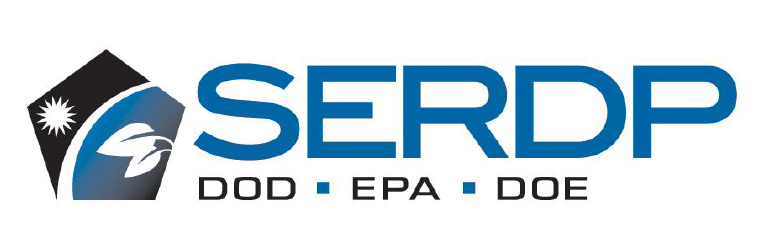 SERDP
DOD ▪ EPA ▪ DOE